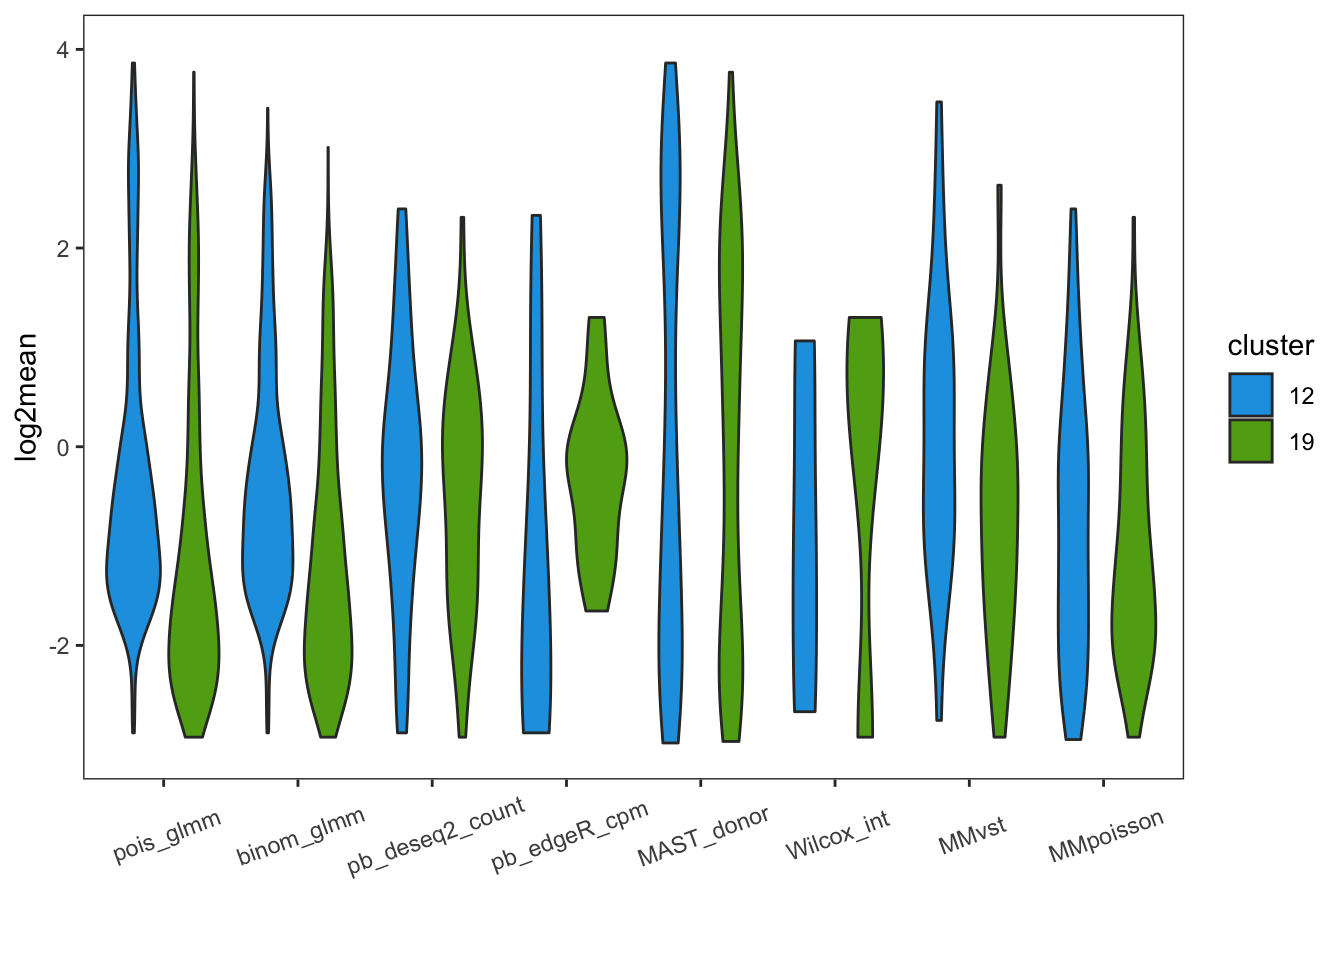 4
2
0
-2
log2mean
pois_glmm
binom_glmm
pb_deseq2_count
pb_edgeR_cpm
MAST_donor
Wilcox_int
MMvst
MMpoisson
cluster
12
19